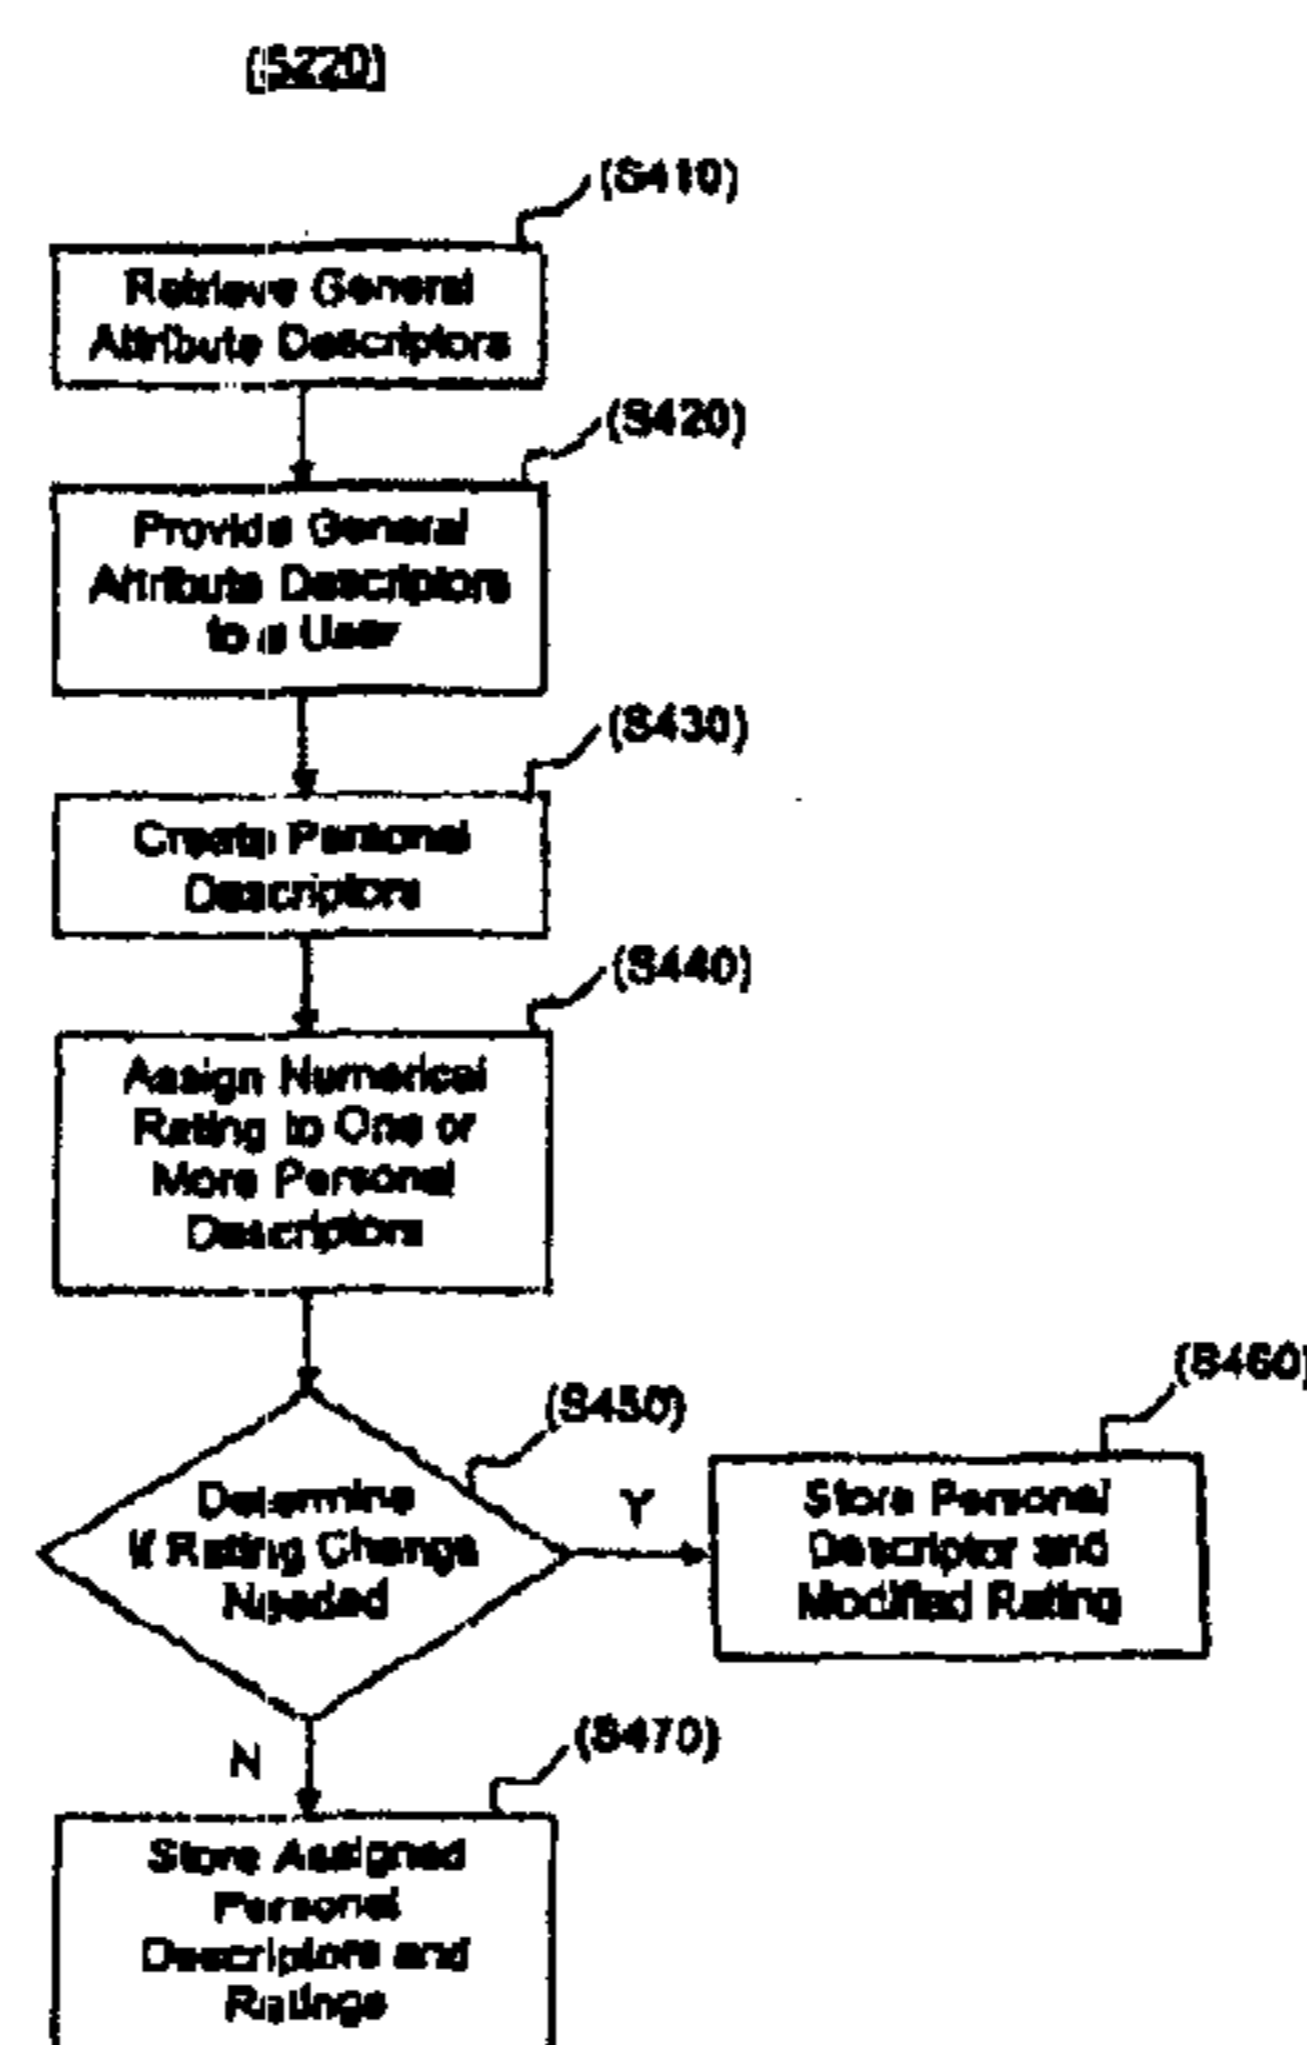 (S220)
(S410)
Retrieve General
Attribute Descriptors
(S420)
Provide General
Attribute Descriptors
to a User
(S430)
Create Personal
Descriptors
(S440)
Assign Numerical
Rating to One or
More Personal
Descriptors
(S450)
Determine
If Rating Change
Needed
Y
(S460)
Store Personal
Descriptor and
Modified Rating
N
(S470)
Store Assigned
Personal
Descriptors and
Ratings